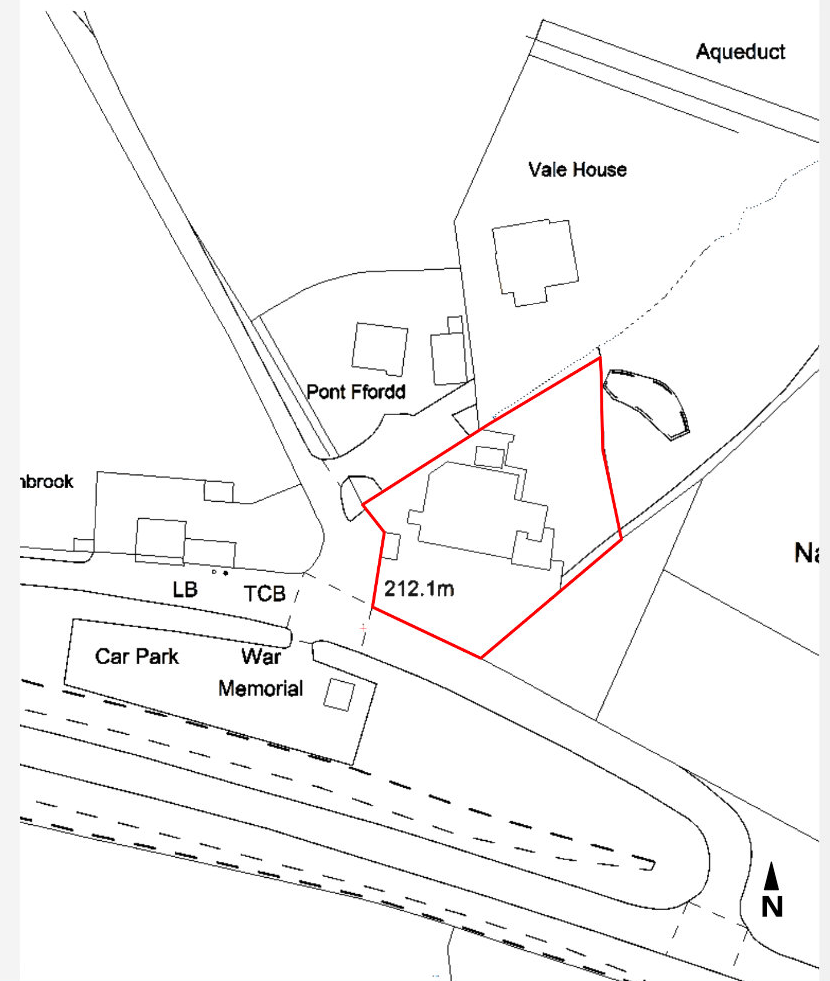 Aqueduct
Vale House
Pont Ffordd
nbrook
LB
TCB
212.1m
Na
Car Park
War
Memorial
N